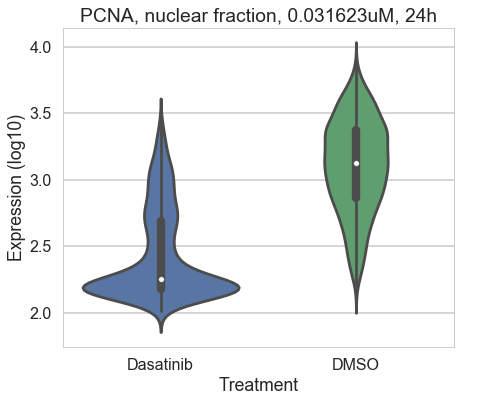 PCNA, nuclear fraction, 0.031623uM, 24h
Expression (log10)
4.0
3.5
3.0
2.5
2.0
Dasatinib DMSO
Treatment